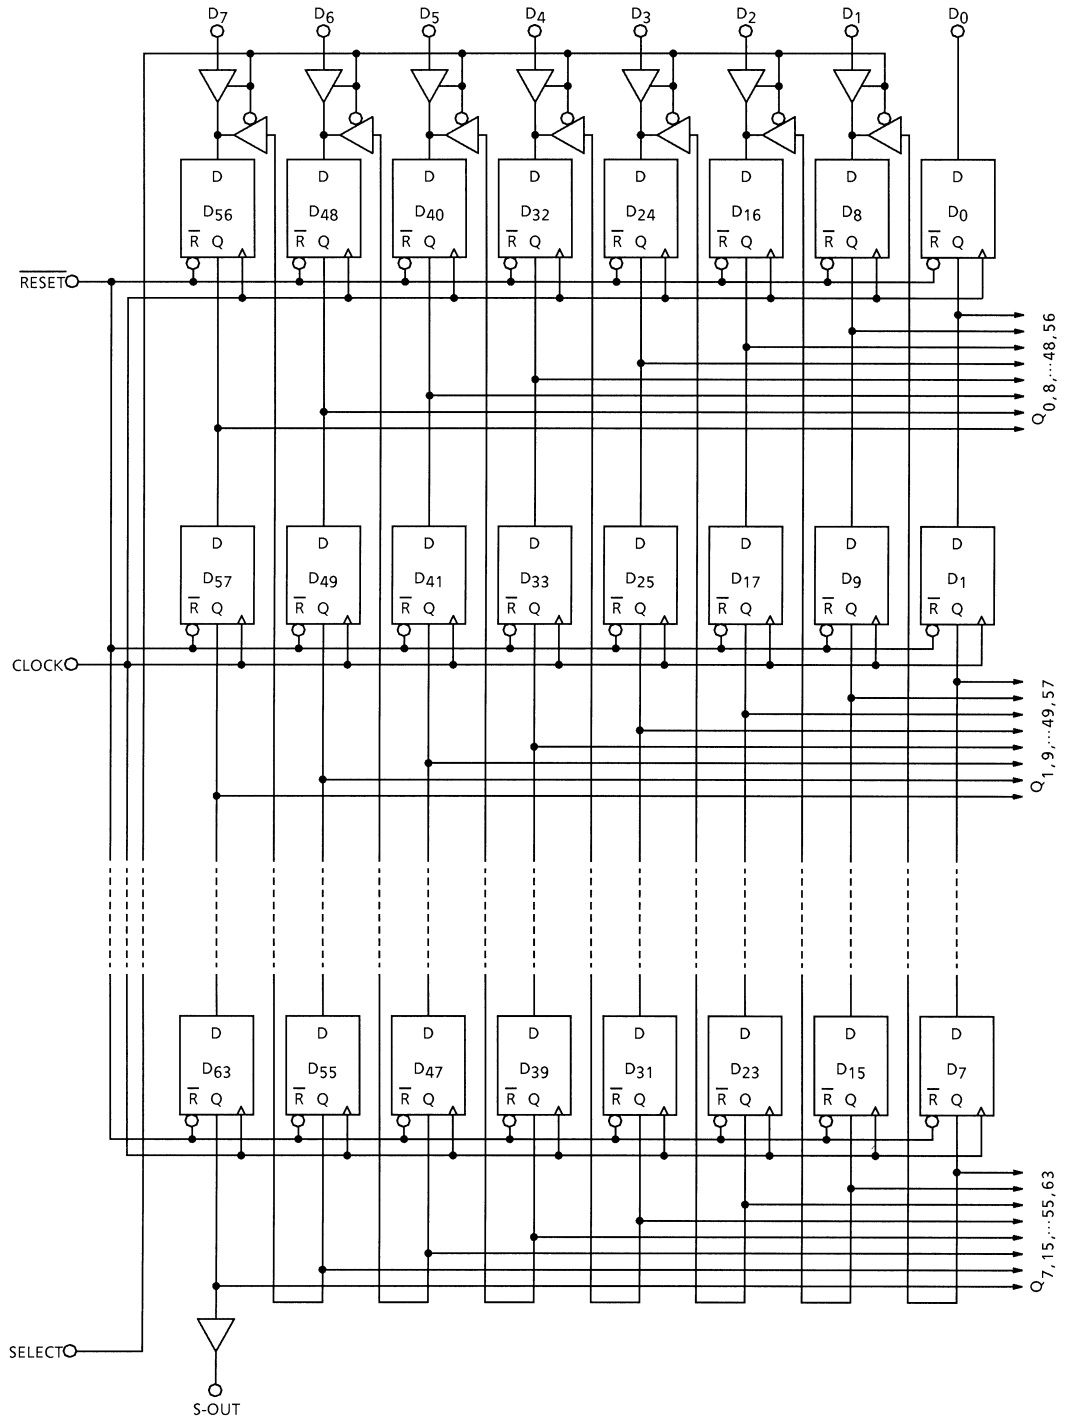 D7 D6 D5 D4 D3 D2 D1 D0
D D D D D D D D
D56 D48 D40 D32 D24 D16 D8 D0
R̅ Q R̅ Q R̅ Q R̅ Q R̅ Q R̅ Q R̅ Q R̅ Q
R̅E̅S̅E̅T̅
Q0, 8, ···48, 56
D D D D D D D D
D57 D49 D41 D33 D25 D17 D9 D1
R̅ Q R̅ Q R̅ Q R̅ Q R̅ Q R̅ Q R̅ Q R̅ Q
CLOCK
Q1, 9, ···49, 57
D D D D D D D D
D63 D55 D47 D39 D31 D23 D15 D7
R̅ Q R̅ Q R̅ Q R̅ Q R̅ Q R̅ Q R̅ Q R̅ Q
Q7, 15, ···55, 63
SELECT
S-OUT